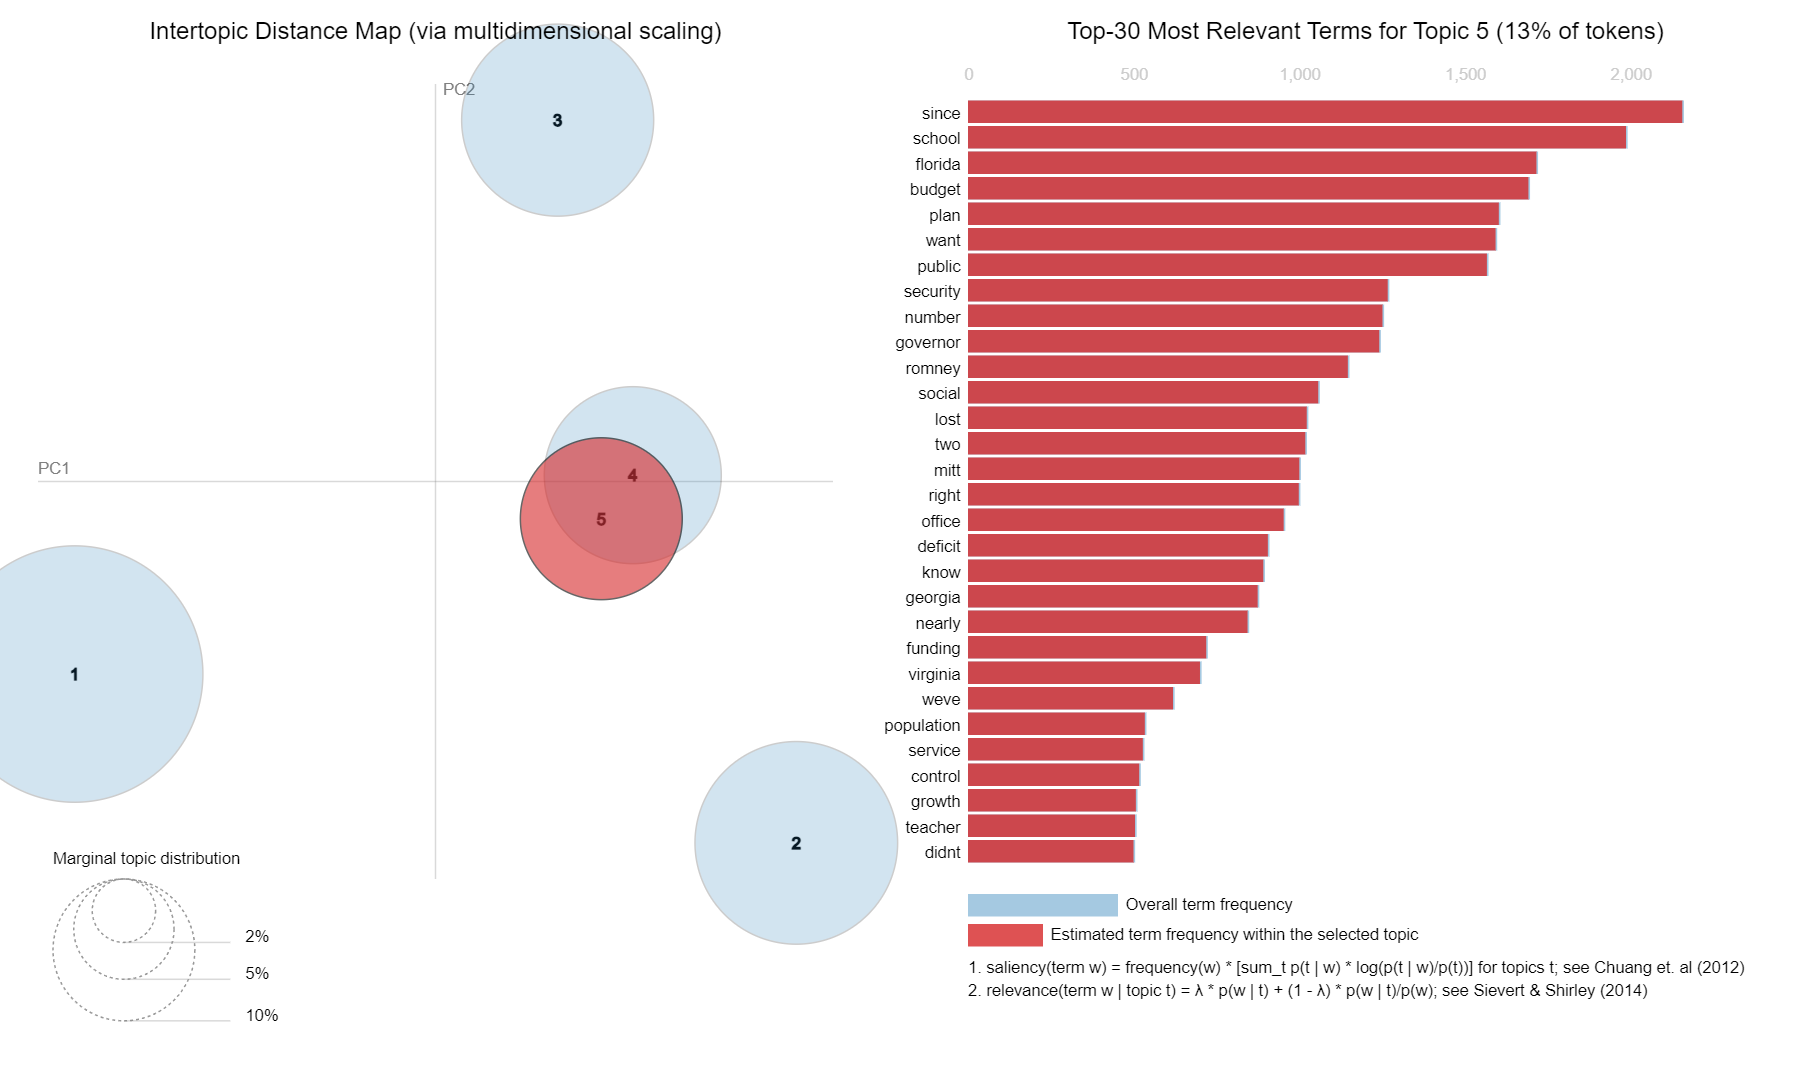 Intertopic Distance Map (via multidimensional scaling)
PC2
3
PC1
4
5
1
2
Marginal topic distribution
2%
5%
10%
Top-30 Most Relevant Terms for Topic 5 (13% of tokens)
0 500 1,000 1,500 2,000
since
school
florida
budget
plan
want
public
security
number
governor
romney
social
lost
two
mitt
right
office
deficit
know
georgia
nearly
funding
virginia
weve
population
service
control
growth
teacher
didnt
Overall term frequency
Estimated term frequency within the selected topic
1. saliency(term w) = frequency(w) * [sum_t p(t | w) * log(p(t | w)/p(t))] for topics t; see Chuang et. al (2012)
2. relevance(term w | topic t) = λ * p(w | t) + (1 - λ) * p(w | t)/p(w); see Sievert & Shirley (2014)